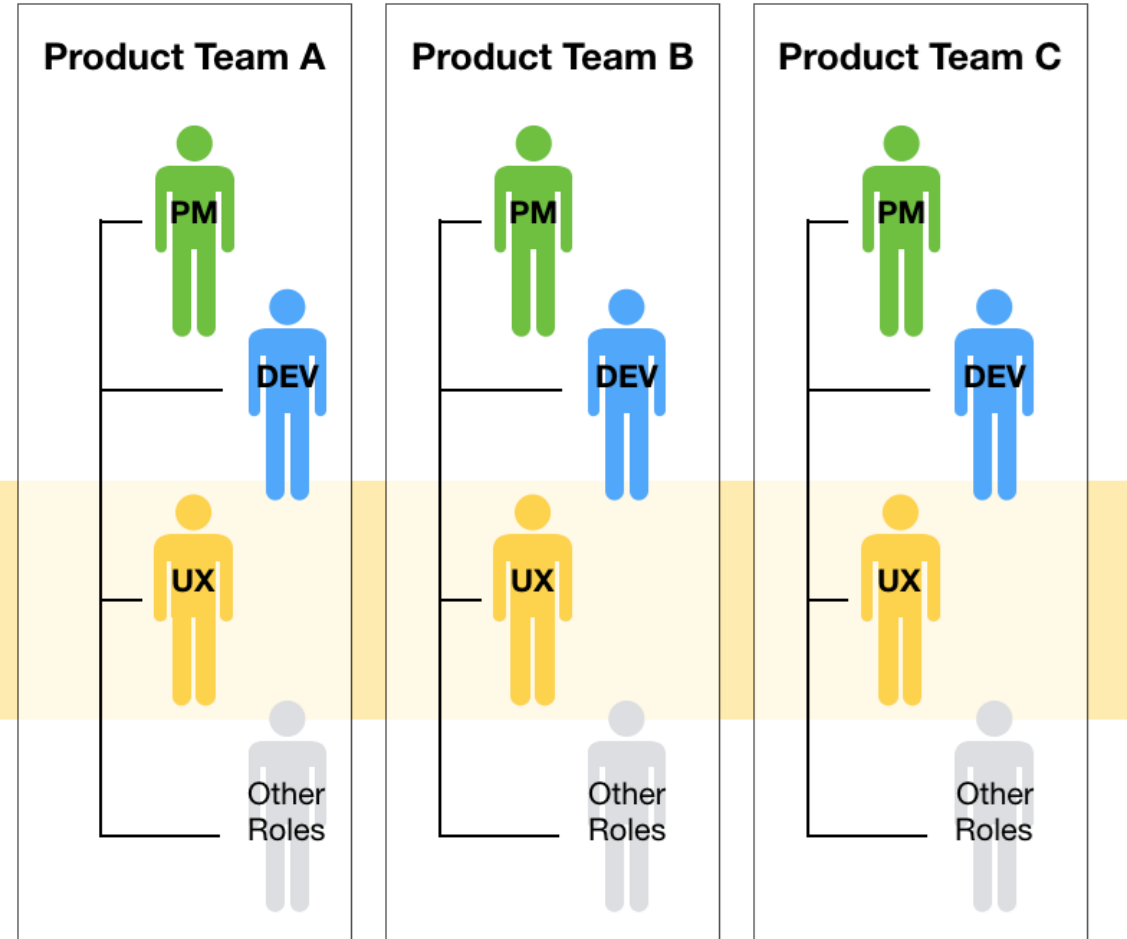 Product Team A
PM
DEV
UX
Other
Roles
Product Team B
PM
DEV
UX
Other
Roles
Product Team C
PM
DEV
UX
Other
Roles